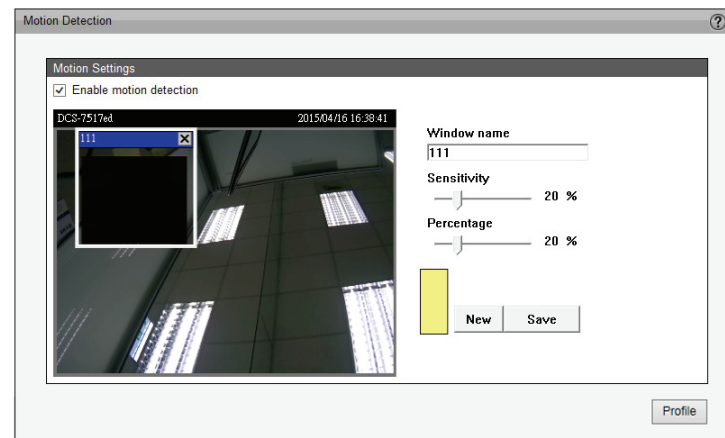 Motion Detection
?
Motion Settings
Enable motion detection
DCS-7517ed 2015/04/16 16:38:41
111
Window name
111
Sensitivity
20 %
Percentage
20 %
New Save
Profile